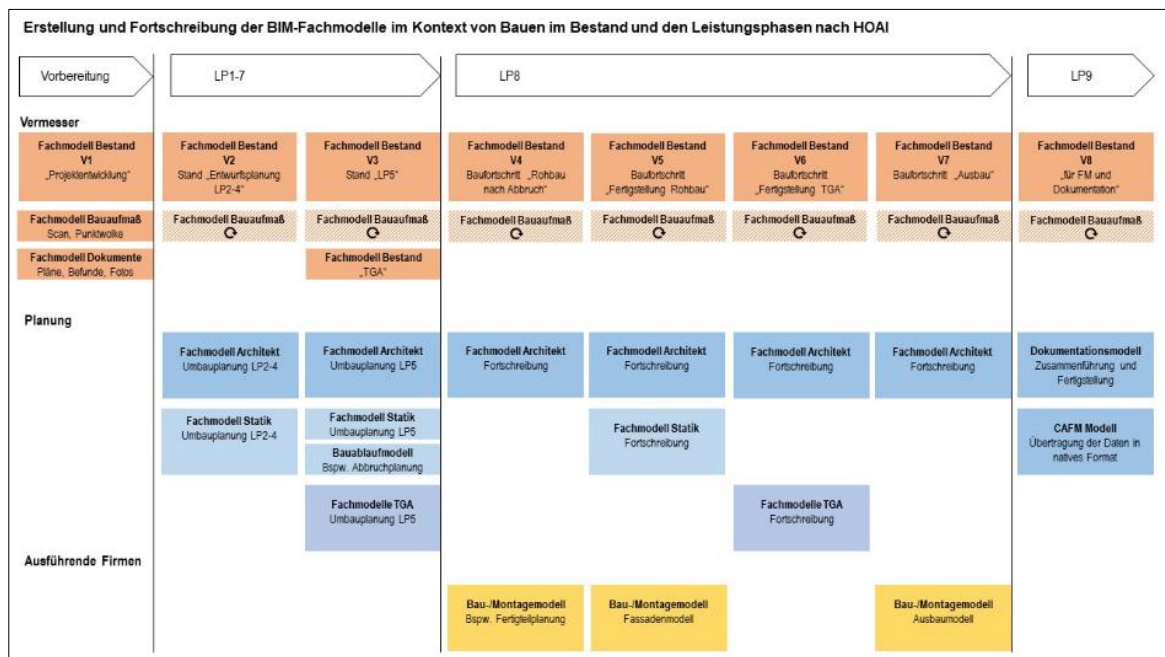 Erstellung und Fortschreibung der BIM-Fachmodelle im Kontext von Bauen im Bestand und den Leistungsphasen nach HOAI
Vorbereitung
LP1-7
LP8
LP9
Vermesser
Fachmodell Bestand
V1
„Projektentwicklung“
Fachmodell Bestand
V2
Stand „Entwurfsplanung
LP2-4“
Fachmodell Bestand
V3
Stand „LP5“
Fachmodell Bestand
V4
Baufortschritt „Rohbau
nach Abbruch“
Fachmodell Bestand
V5
Baufortschritt
„Fertigstellung Rohbau“
Fachmodell Bestand
V6
Baufortschritt
„Fertigstellung TGA“
Fachmodell Bestand
V7
Baufortschritt „Ausbau“
Fachmodell Bestand
V8
„für FM und
Dokumentation“
Fachmodell Bauaufmaß
Scan, Punktwolke
Fachmodell Bauaufmaß
Fachmodell Bauaufmaß
Fachmodell Bauaufmaß
Fachmodell Bauaufmaß
Fachmodell Bauaufmaß
Fachmodell Bauaufmaß
Fachmodell Bauaufmaß
Fachmodell Dokumente
Pläne, Befunde, Fotos
Fachmodell Bestand
„TGA“
Planung
Fachmodell Architekt
Umbauplanung LP2-4
Fachmodell Architekt
Umbauplanung LP5
Fachmodell Architekt
Fortschreibung
Fachmodell Architekt
Fortschreibung
Fachmodell Architekt
Fortschreibung
Fachmodell Architekt
Fortschreibung
Dokumentationsmodell
Zusammenführung und
Fertigstellung
Fachmodell Statik
Umbauplanung LP2-4
Fachmodell Statik
Umbauplanung LP5
Bauablaufmodell
Bspw. Abbruchplanung
Fachmodell Statik
Fortschreibung
CAFM Modell
Übertragung der Daten in
natives Format
Fachmodelle TGA
Umbauplanung LP5
Fachmodelle TGA
Fortschreibung
Ausführende Firmen
Bau-/Montagemodell
Bspw. Fertigteilplanung
Bau-/Montagemodell
Fassadenmodell
Bau-/Montagemodell
Ausbaumodell